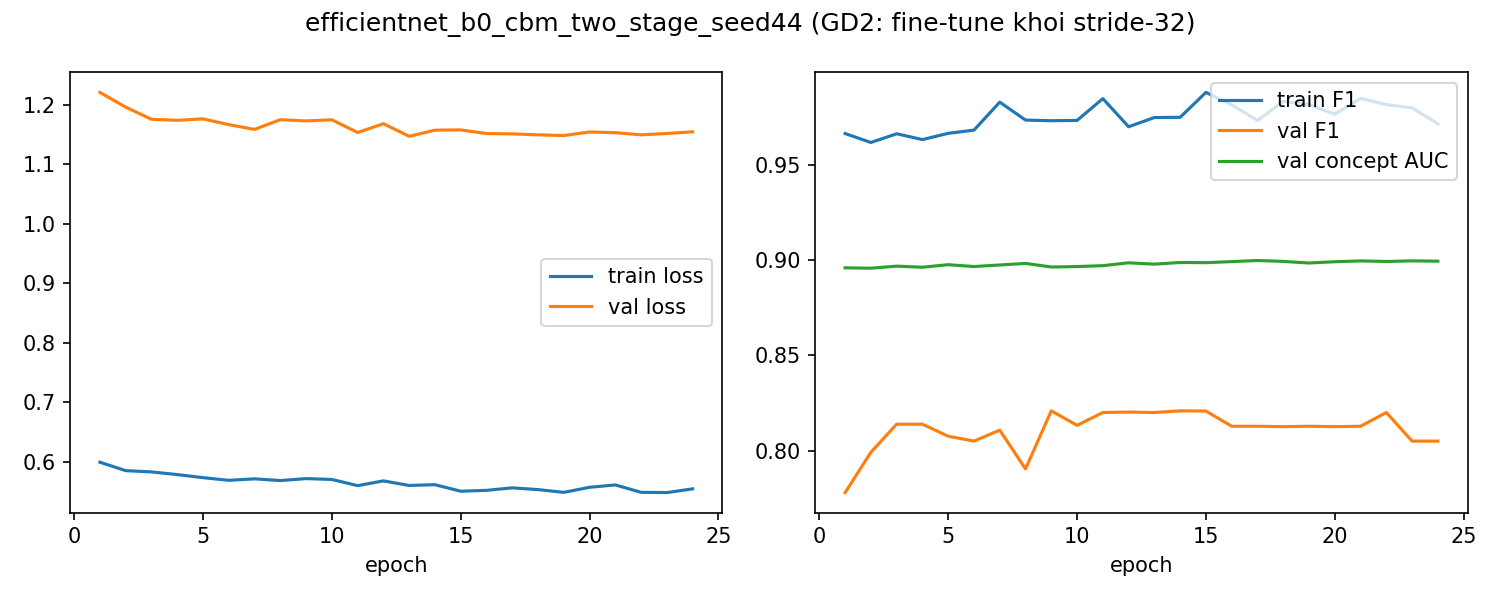 efficientnet_b0_cbm_two_stage_seed44 (GD2: fine-tune khoi stride-32)
1.2
1.1
1.0
0.9
0.8
0.7
0.6
train loss
val loss
0 5 10 15 20 25
epoch
0.95
0.90
0.85
0.80
train F1
val F1
val concept AUC
0 5 10 15 20 25
epoch